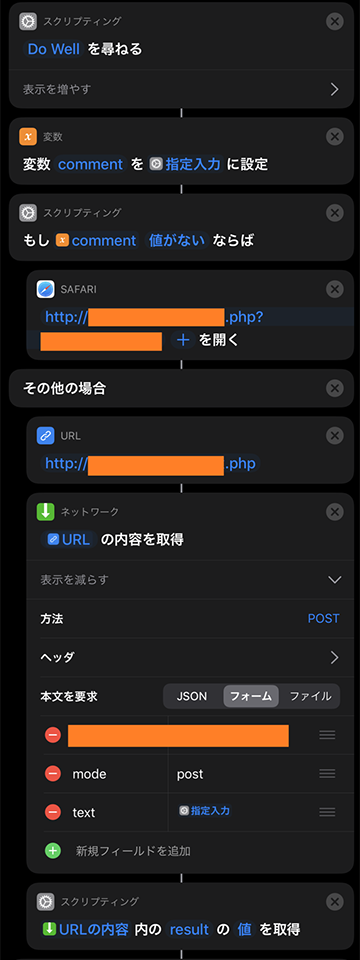 スクリプティング
Do Well を尋ねる
表示を増やす
変数
変数 comment を 指定入力 に設定
スクリプティング
もし comment 値がない ならば
SAFARI
http:// .php?
+ を開く
その他の場合
URL
http:// .php
ネットワーク
URL の内容を取得
表示を減らす
方法 POST
ヘッダ
本文を要求 JSON フォーム ファイル
mode post
text 指定入力
新規フィールドを追加
スクリプティング
URLの内容 内の result の 値 を取得